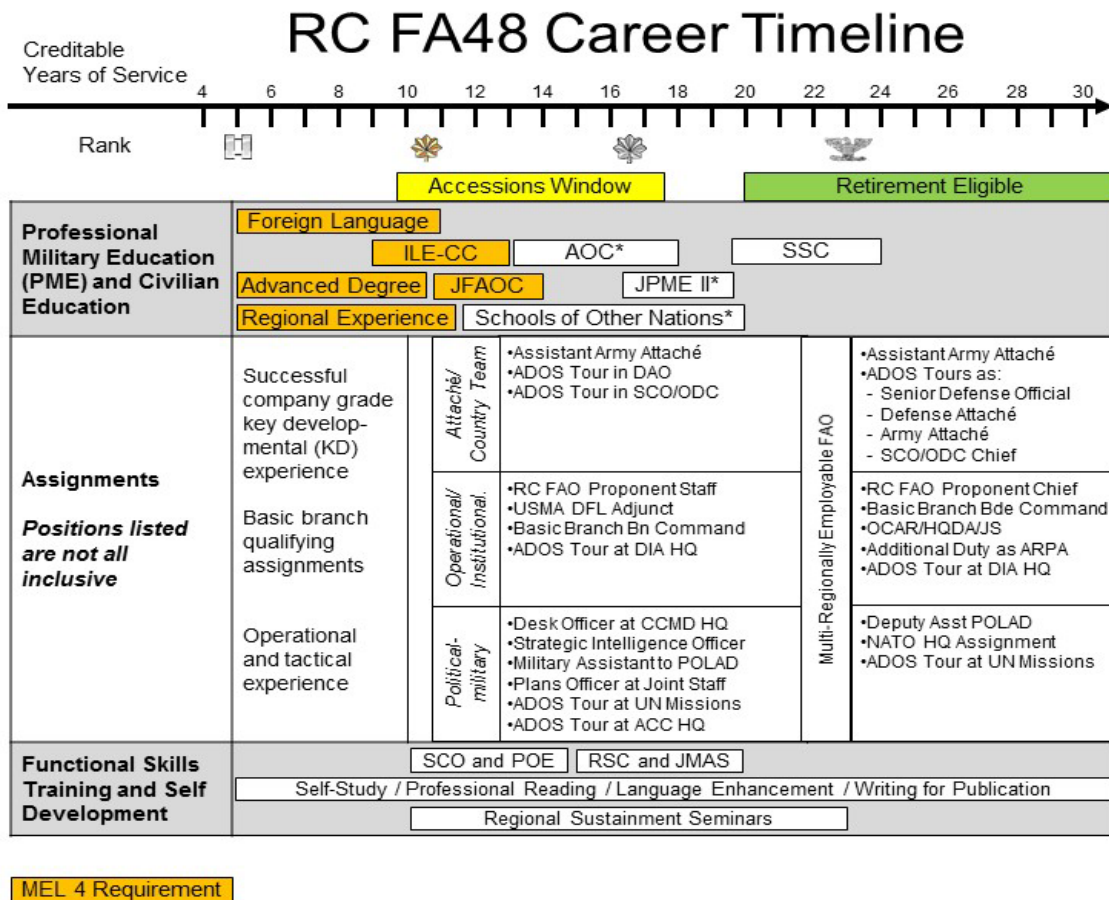 RC FA48 Career Timeline
Creditable
Years of Service
4 6 8 10 12 14 16 18 20 22 24 26 28 30
Rank
Accessions Window
Retirement Eligible
Professional
Military Education
(PME) and Civilian
Education
Foreign Language
ILE-CC
AOC*
SSC
Advanced Degree
JFAOC
JPME II*
Regional Experience
Schools of Other Nations*
Assignments
Positions listed
are not all
inclusive
Successful
company grade
key develop-
mental (KD)
experience
Basic branch
qualifying
assignments
Operational
and tactical
experience
Attaché/
Country Team
•Assistant Army Attaché
•ADOS Tour in DAO
•ADOS Tour in SCO/ODC
Operational/
Institutional.
•RC FAO Proponent Staff
•USMA DFL Adjunct
•Basic Branch Bn Command
•ADOS Tour at DIA HQ
Political-
military
•Desk Officer at CCMD HQ
•Strategic Intelligence Officer
•Military Assistant to POLAD
•Plans Officer at Joint Staff
•ADOS Tour at UN Missions
•ADOS Tour at ACC HQ
Multi-Regionally Employable FAO
•Assistant Army Attaché
•ADOS Tours as:
- Senior Defense Official
- Defense Attaché
- Army Attaché
- SCO/ODC Chief
•RC FAO Proponent Chief
•Basic Branch Bde Command
•OCAR/HQDA/JS
•Additional Duty as ARPA
•ADOS Tour at DIA HQ
•Deputy Asst POLAD
•NATO HQ Assignment
•ADOS Tour at UN Missions
Functional Skills
Training and Self
Development
SCO and POE
RSC and JMAS
Self-Study / Professional Reading / Language Enhancement / Writing for Publication
Regional Sustainment Seminars
MEL 4 Requirement